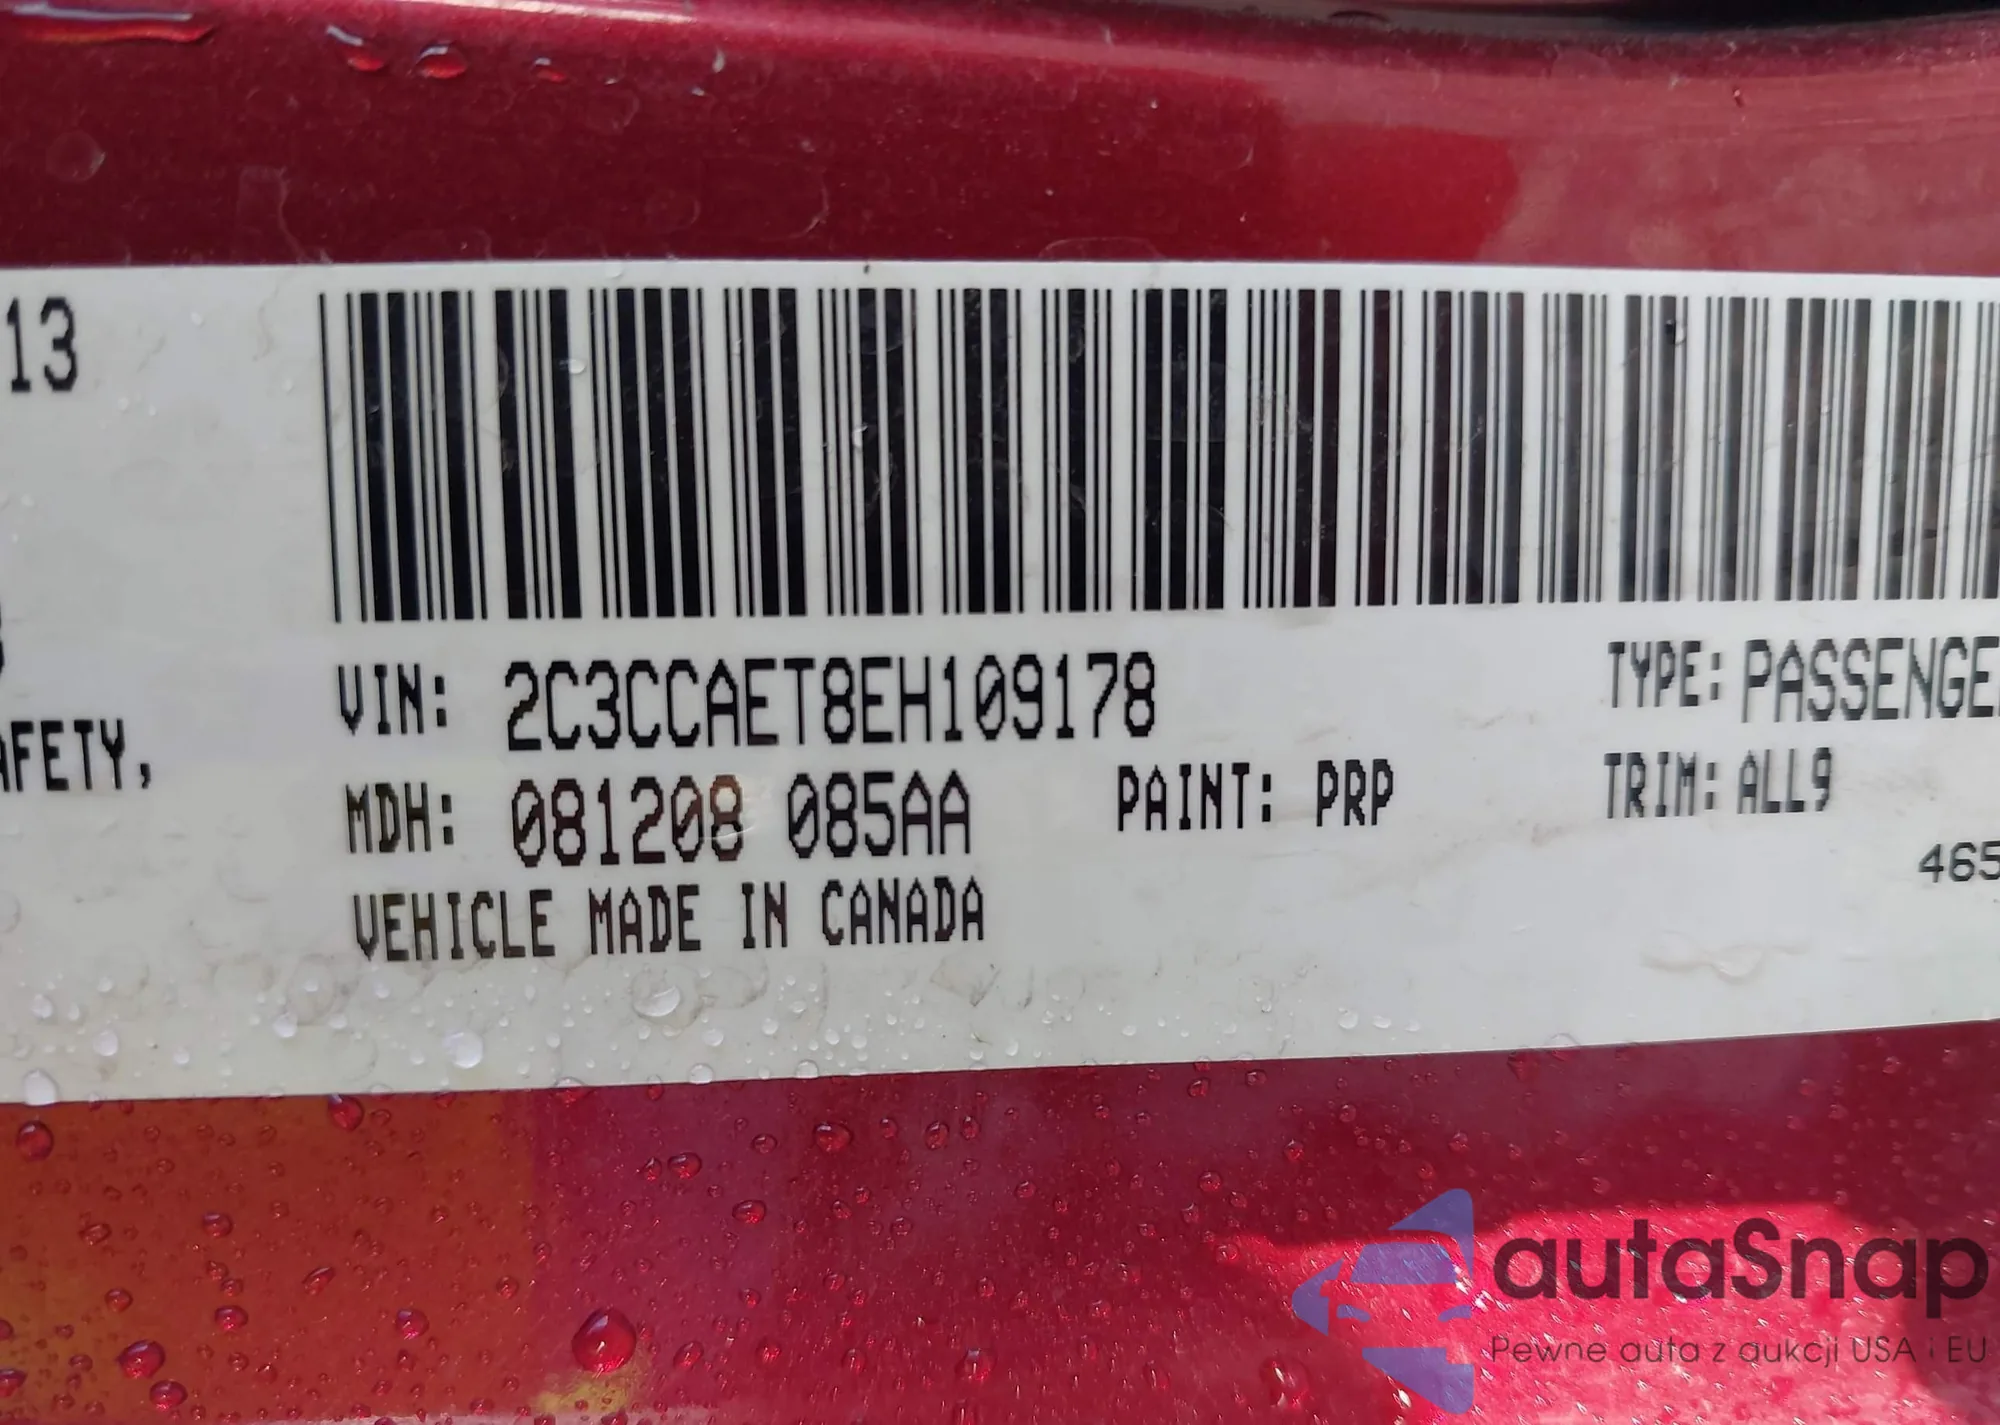 13
AFETY,
VIN: 2C3CCAET8EH109178
TYPE: PASSENGE
MDH: 081208 085AA
PAINT: PRP
TRIM: ALL9
465
VEHICLE MADE IN CANADA
autaSnap
Pewne auta z aukcji USA i EU